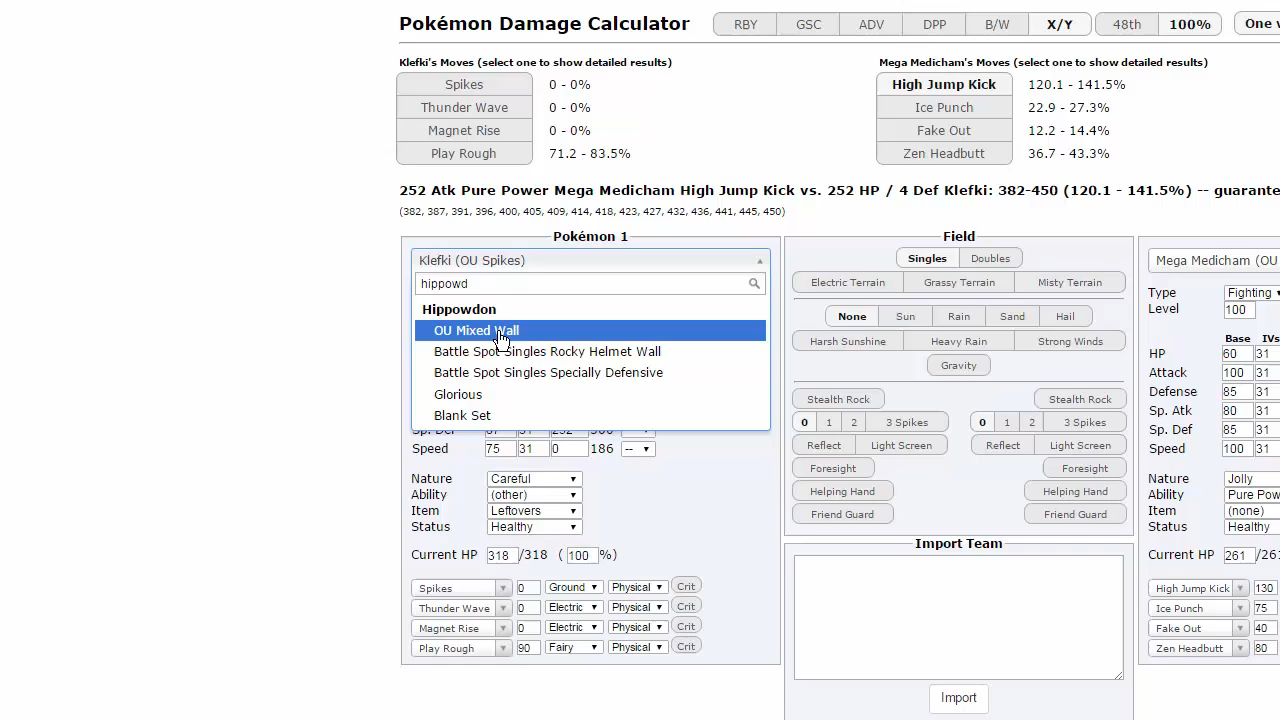 Pokémon Damage Calculator RBY GSC ADV DPP B/W X/Y 48th 100% One v
Klefki's Moves (select one to show detailed results) Mega Medicham's Moves (select one to show detailed results)
Spikes 0 - 0% High Jump Kick 120.1 - 141.5%
Thunder Wave 0 - 0% Ice Punch 22.9 - 27.3%
Magnet Rise 0 - 0% Fake Out 12.2 - 14.4%
Play Rough 71.2 - 83.5% Zen Headbutt 36.7 - 43.3%
252 Atk Pure Power Mega Medicham High Jump Kick vs. 252 HP / 4 Def Klefki: 382-450 (120.1 - 141.5%) -- guarante
(382, 387, 391, 396, 400, 405, 409, 414, 418, 423, 427, 432, 436, 441, 445, 450)
Pokémon 1
Klefki (OU Spikes)
hippowd
Hippowdon
OU Mixed Wall
Battle Spot Singles Rocky Helmet Wall
Battle Spot Singles Specially Defensive
Glorious
Blank Set
Speed 75 31 0 186 --
Nature Careful
Ability (other)
Item Leftovers
Status Healthy
Current HP 318 /318 ( 100 %)
Spikes 0 Ground Physical Crit
Thunder Wave 0 Electric Physical Crit
Magnet Rise 0 Electric Physical Crit
Play Rough 90 Fairy Physical Crit
Field
Singles Doubles
Electric Terrain Grassy Terrain Misty Terrain
None Sun Rain Sand Hail
Harsh Sunshine Heavy Rain Strong Winds
Gravity
Stealth Rock Stealth Rock
0 1 2 3 Spikes 0 1 2 3 Spikes
Reflect Light Screen Reflect Light Screen
Foresight Foresight
Helping Hand Helping Hand
Friend Guard Friend Guard
Import Team
Import
Mega Medicham (OU
Type Fighting
Level 100
Base IVs
HP 60 31
Attack 100 31
Defense 85 31
Sp. Atk 80 31
Sp. Def 85 31
Speed 100 31
Nature Jolly
Ability Pure Pow
Item (none)
Status Healthy
Current HP 261 /261
High Jump Kick 130
Ice Punch 75
Fake Out 40
Zen Headbutt 80